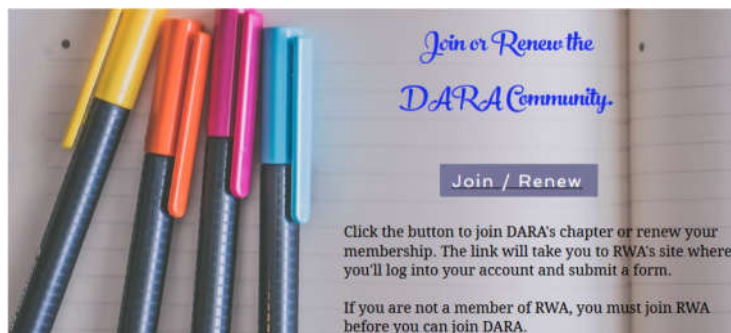 Join or Renew the
DARA Community.
Join / Renew
Click the button to join DARA's chapter or renew your
membership. The link will take you to RWA's site where
you'll log into your account and submit a form.
If you are not a member of RWA, you must join RWA
before you can join DARA.